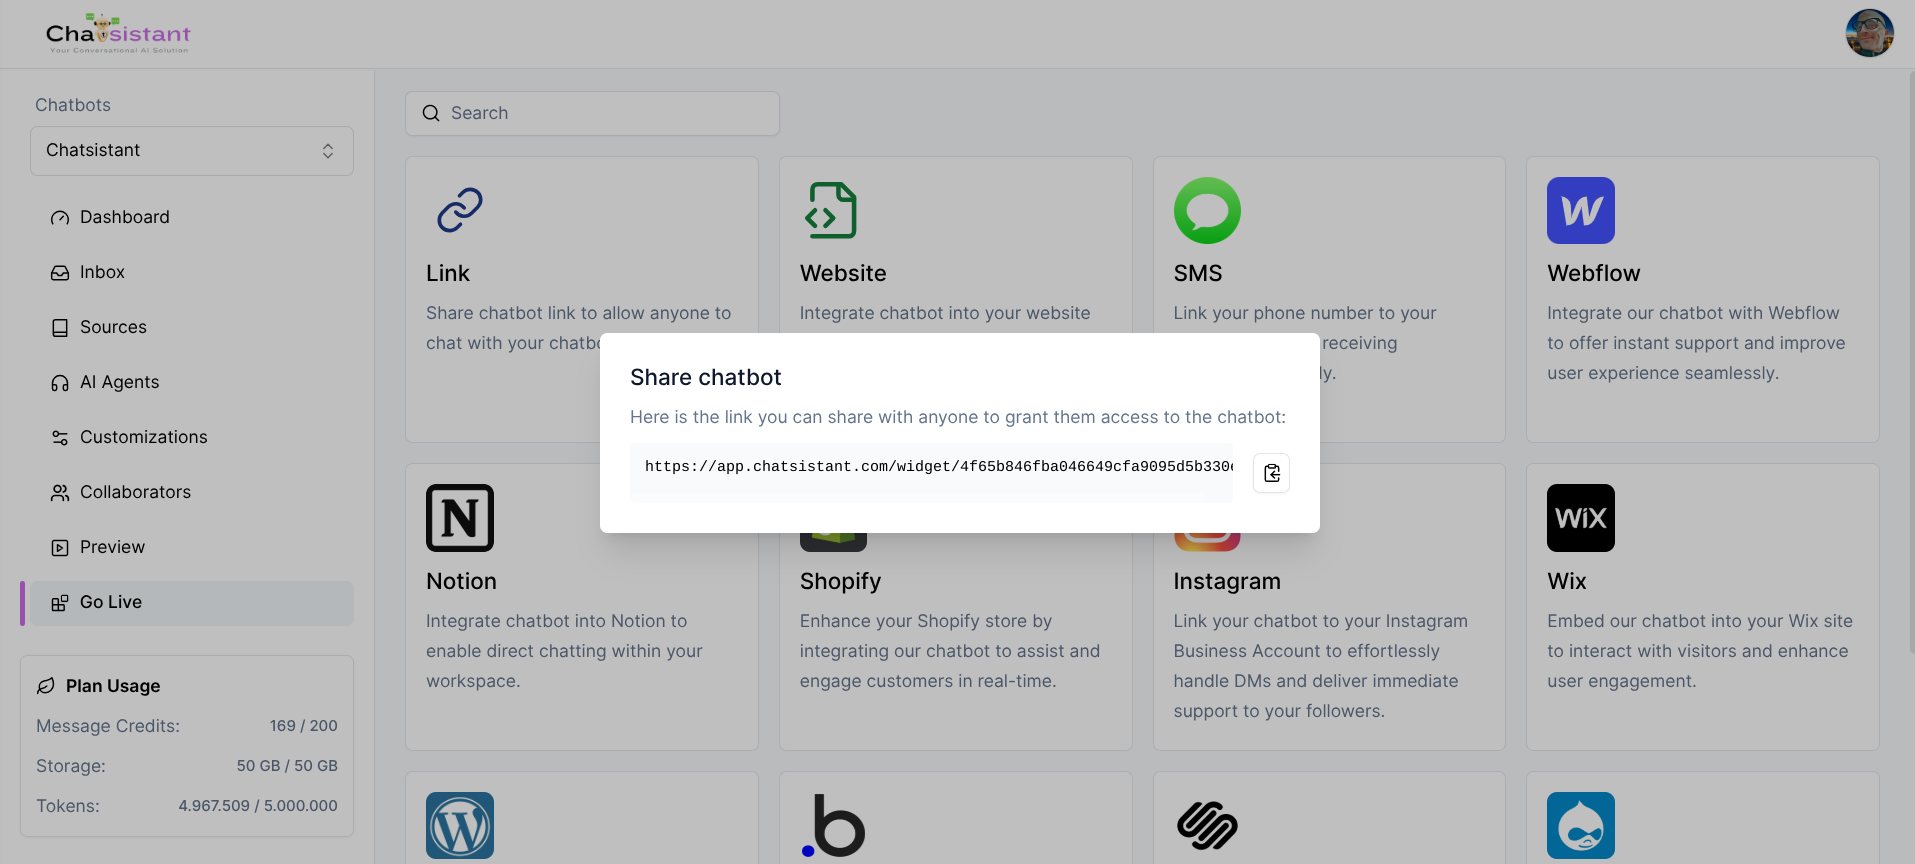 Chatsistant
Your Conversational AI Solution
Chatbots
Chatsistant
Dashboard
Inbox
Sources
AI Agents
Customizations
Collaborators
Preview
Go Live
Plan Usage
Message Credits: 169 / 200
Storage: 50 GB / 50 GB
Tokens: 4.967.509 / 5.000.000
Search
Link
Share chatbot link to allow anyone to
chat with your
Website
Integrate chatbot into your website
SMS
Link your phone number to your
receiving
Webflow
Integrate our chatbot with Webflow
to offer instant support and improve
user experience seamlessly.
Share chatbot
Here is the link you can share with anyone to grant them access to the chatbot:
https://app.chatsistant.com/widget/4f65b846fba046649cfa9095d5b330
N
Notion
Integrate chatbot into Notion to
enable direct chatting within your
workspace.
Shopify
Enhance your Shopify store by
integrating our chatbot to assist and
engage customers in real-time.
Instagram
Link your chatbot to your Instagram
Business Account to effortlessly
handle DMs and deliver immediate
support to your followers.
WiX
Wix
Embed our chatbot into your Wix site
to interact with visitors and enhance
user engagement.
W
.b